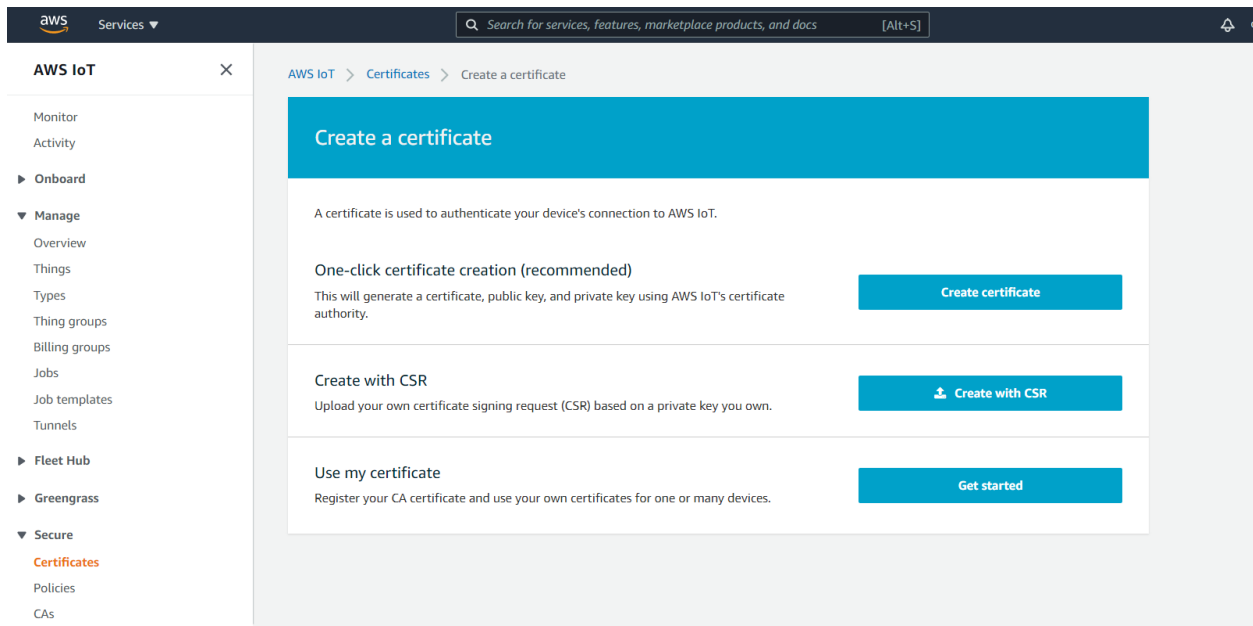 aws Services ▼ Search for services, features, marketplace products, and docs [Alt+S]
AWS IoT
Monitor
Activity
Onboard
Manage
Overview
Things
Types
Thing groups
Billing groups
Jobs
Job templates
Tunnels
Fleet Hub
Greengrass
Secure
Certificates
Policies
CAs
AWS IoT > Certificates > Create a certificate
Create a certificate
A certificate is used to authenticate your device's connection to AWS IoT.
One-click certificate creation (recommended)
This will generate a certificate, public key, and private key using AWS IoT's certificate
authority.
Create certificate
Create with CSR
Upload your own certificate signing request (CSR) based on a private key you own.
Create with CSR
Use my certificate
Register your CA certificate and use your own certificates for one or many devices.
Get started